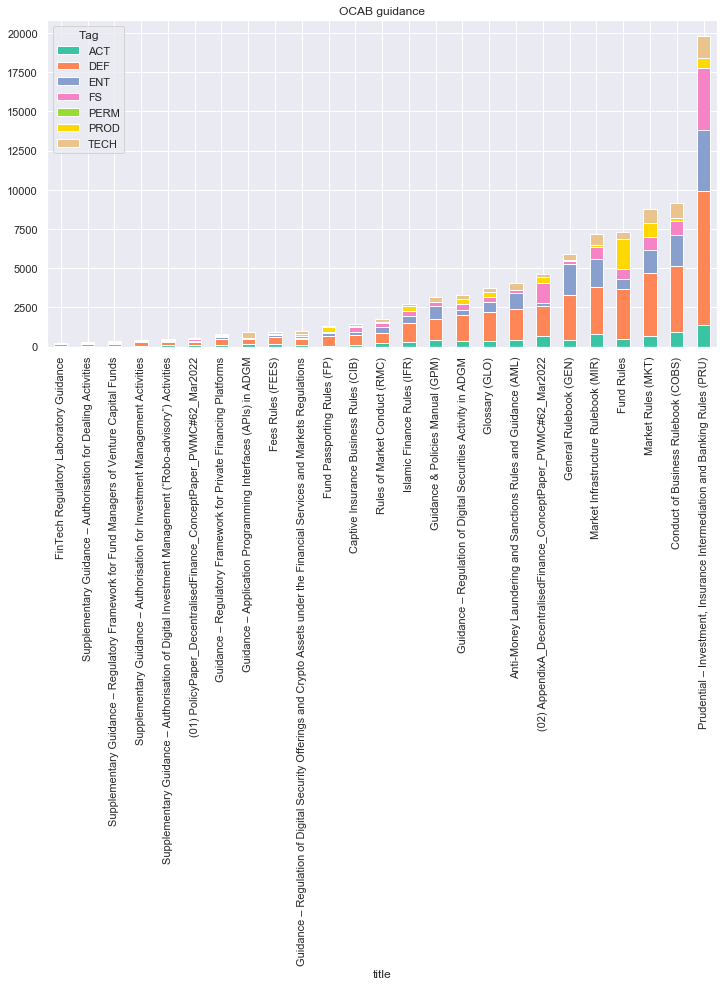 OCAB guidance
Tag
ACT
DEF
ENT
FS
PERM
PROD
TECH
20000
17500
15000
12500
10000
7500
5000
2500
0
FinTech Regulatory Laboratory Guidance
Supplementary Guidance – Authorisation for Dealing Activities
Supplementary Guidance – Regulatory Framework for Fund Managers of Venture Capital Funds
Supplementary Guidance – Authorisation for Investment Management Activities
Supplementary Guidance – Authorisation of Digital Investment Management (“Robo-advisory”) Activities
(01) PolicyPaper_DecentralisedFinance_ConceptPaper_PWMC#62_Mar2022
Guidance – Regulatory Framework for Private Financing Platforms
Guidance – Application Programming Interfaces (APIs) in ADGM
Fees Rules (FEES)
Guidance – Regulation of Digital Security Offerings and Crypto Assets under the Financial Services and Markets Regulations
Fund Passporting Rules (FP)
Captive Insurance Business Rules (CIB)
Rules of Market Conduct (RMC)
Islamic Finance Rules (IFR)
Guidance & Policies Manual (GPM)
Guidance – Regulation of Digital Securities Activity in ADGM
Glossary (GLO)
Anti-Money Laundering and Sanctions Rules and Guidance (AML)
(02) AppendixA_DecentralisedFinance_ConceptPaper_PWMC#62_Mar2022
General Rulebook (GEN)
Market Infrastructure Rulebook (MIR)
Fund Rules
Market Rules (MKT)
Conduct of Business Rulebook (COBS)
Prudential – Investment, Insurance Intermediation and Banking Rules (PRU)
title